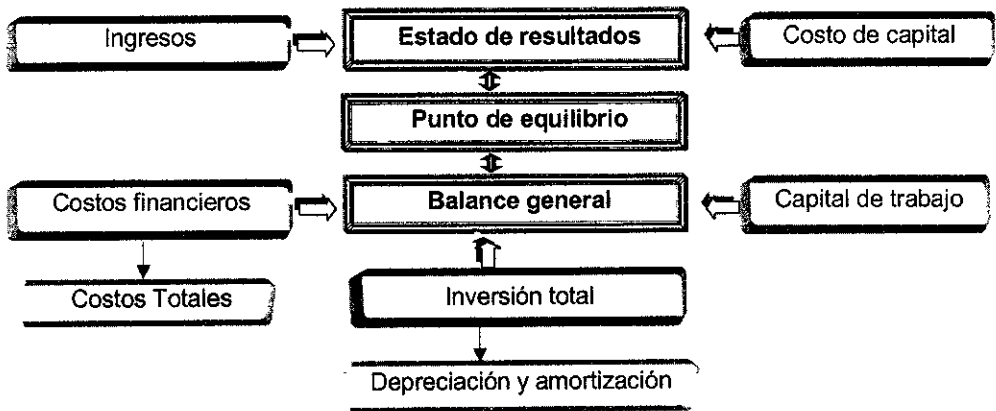 Ingresos
Estado de resultados
Costo de capital
Punto de equilibrio
Costos financieros
Balance general
Capital de trabajo
Costos Totales
Inversión total
Depreciación y amortización